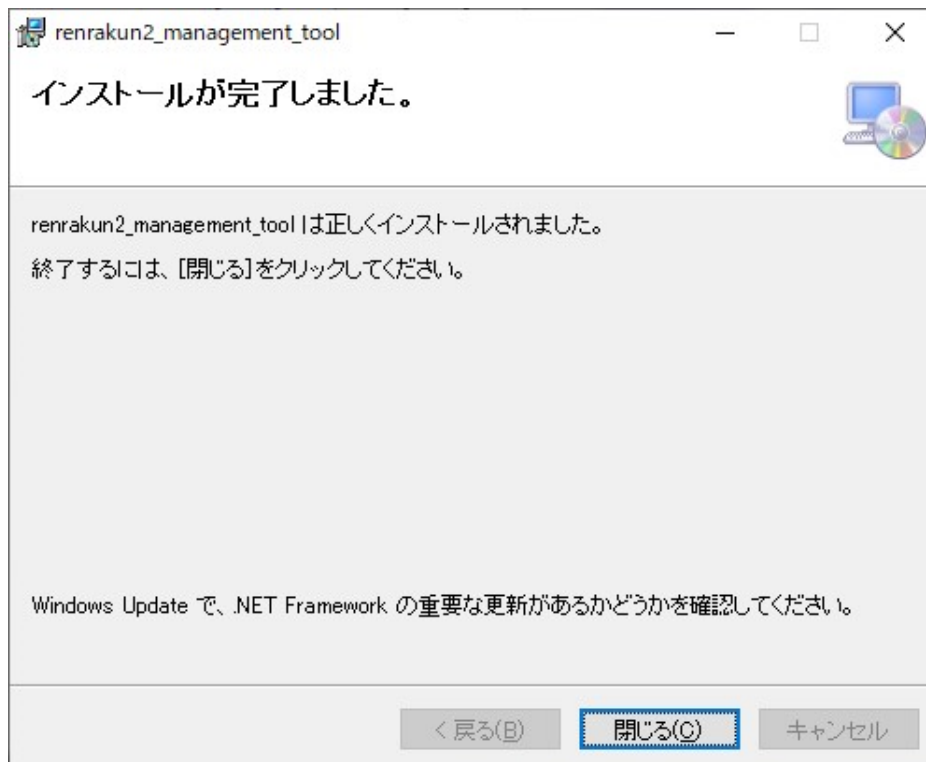 renrakun2_management_tool
インストールが完了しました。
renrakun2_management_tool は正しくインストールされました。
終了するには、[閉じる]をクリックしてください。
Windows Update で、.NET Framework の重要な更新があるかどうかを確認してください。
< 戻る(B)
閉じる(C)
キャンセル